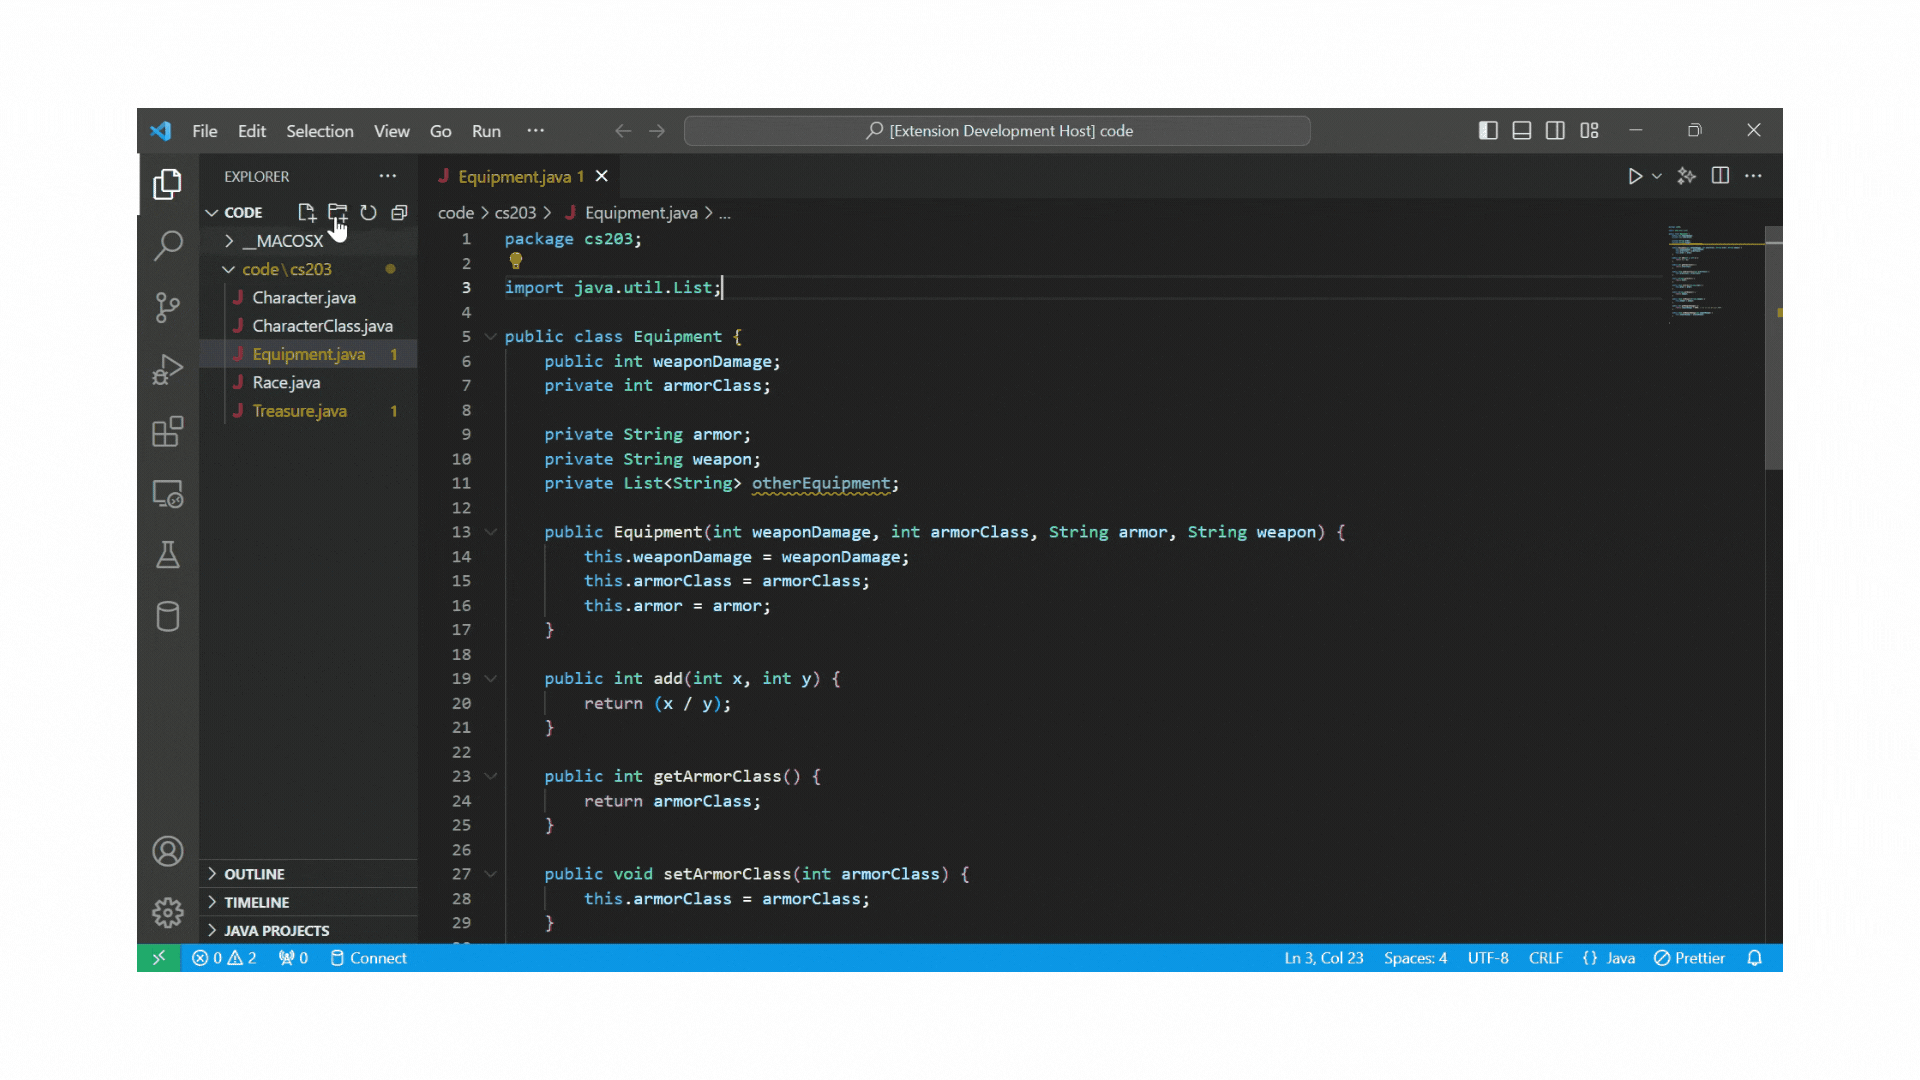 File Edit Selection View Go Run ···
[Extension Development Host] code
EXPLORER ···
CODE
__MACOSX
code\cs203
Character.java
CharacterClass.java
Equipment.java 1
Race.java
Treasure.java 1
OUTLINE
TIMELINE
JAVA PROJECTS
J Equipment.java 1
code > cs203 > J Equipment.java > ...
1 package cs203;
2
3 import java.util.List;
4
5 public class Equipment {
6 public int weaponDamage;
7 private int armorClass;
8
9 private String armor;
10 private String weapon;
11 private List<String> otherEquipment;
12
13 public Equipment(int weaponDamage, int armorClass, String armor, String weapon) {
14 this.weaponDamage = weaponDamage;
15 this.armorClass = armorClass;
16 this.armor = armor;
17 }
18
19 public int add(int x, int y) {
20 return (x / y);
21 }
22
23 public int getArmorClass() {
24 return armorClass;
25 }
26
27 public void setArmorClass(int armorClass) {
28 this.armorClass = armorClass;
29 }
0 2 0 Connect
Ln 3, Col 23 Spaces: 4 UTF-8 CRLF {} Java Prettier